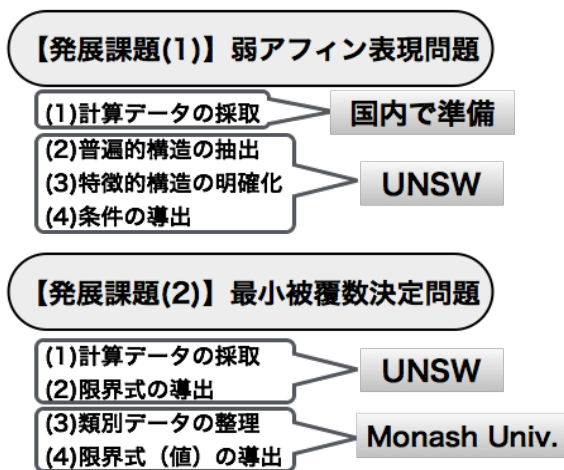 【発展課題(1)】弱アフィン表現問題
(1)計算データの採取
国内で準備
(2)普遍的構造の抽出
(3)特徴的構造の明確化
(4)条件の導出
UNSW
【発展課題(2)】最小被覆数決定問題
(1)計算データの採取
(2)限界式の導出
UNSW
(3)類別データの整理
(4)限界式（値）の導出
Monash Univ.